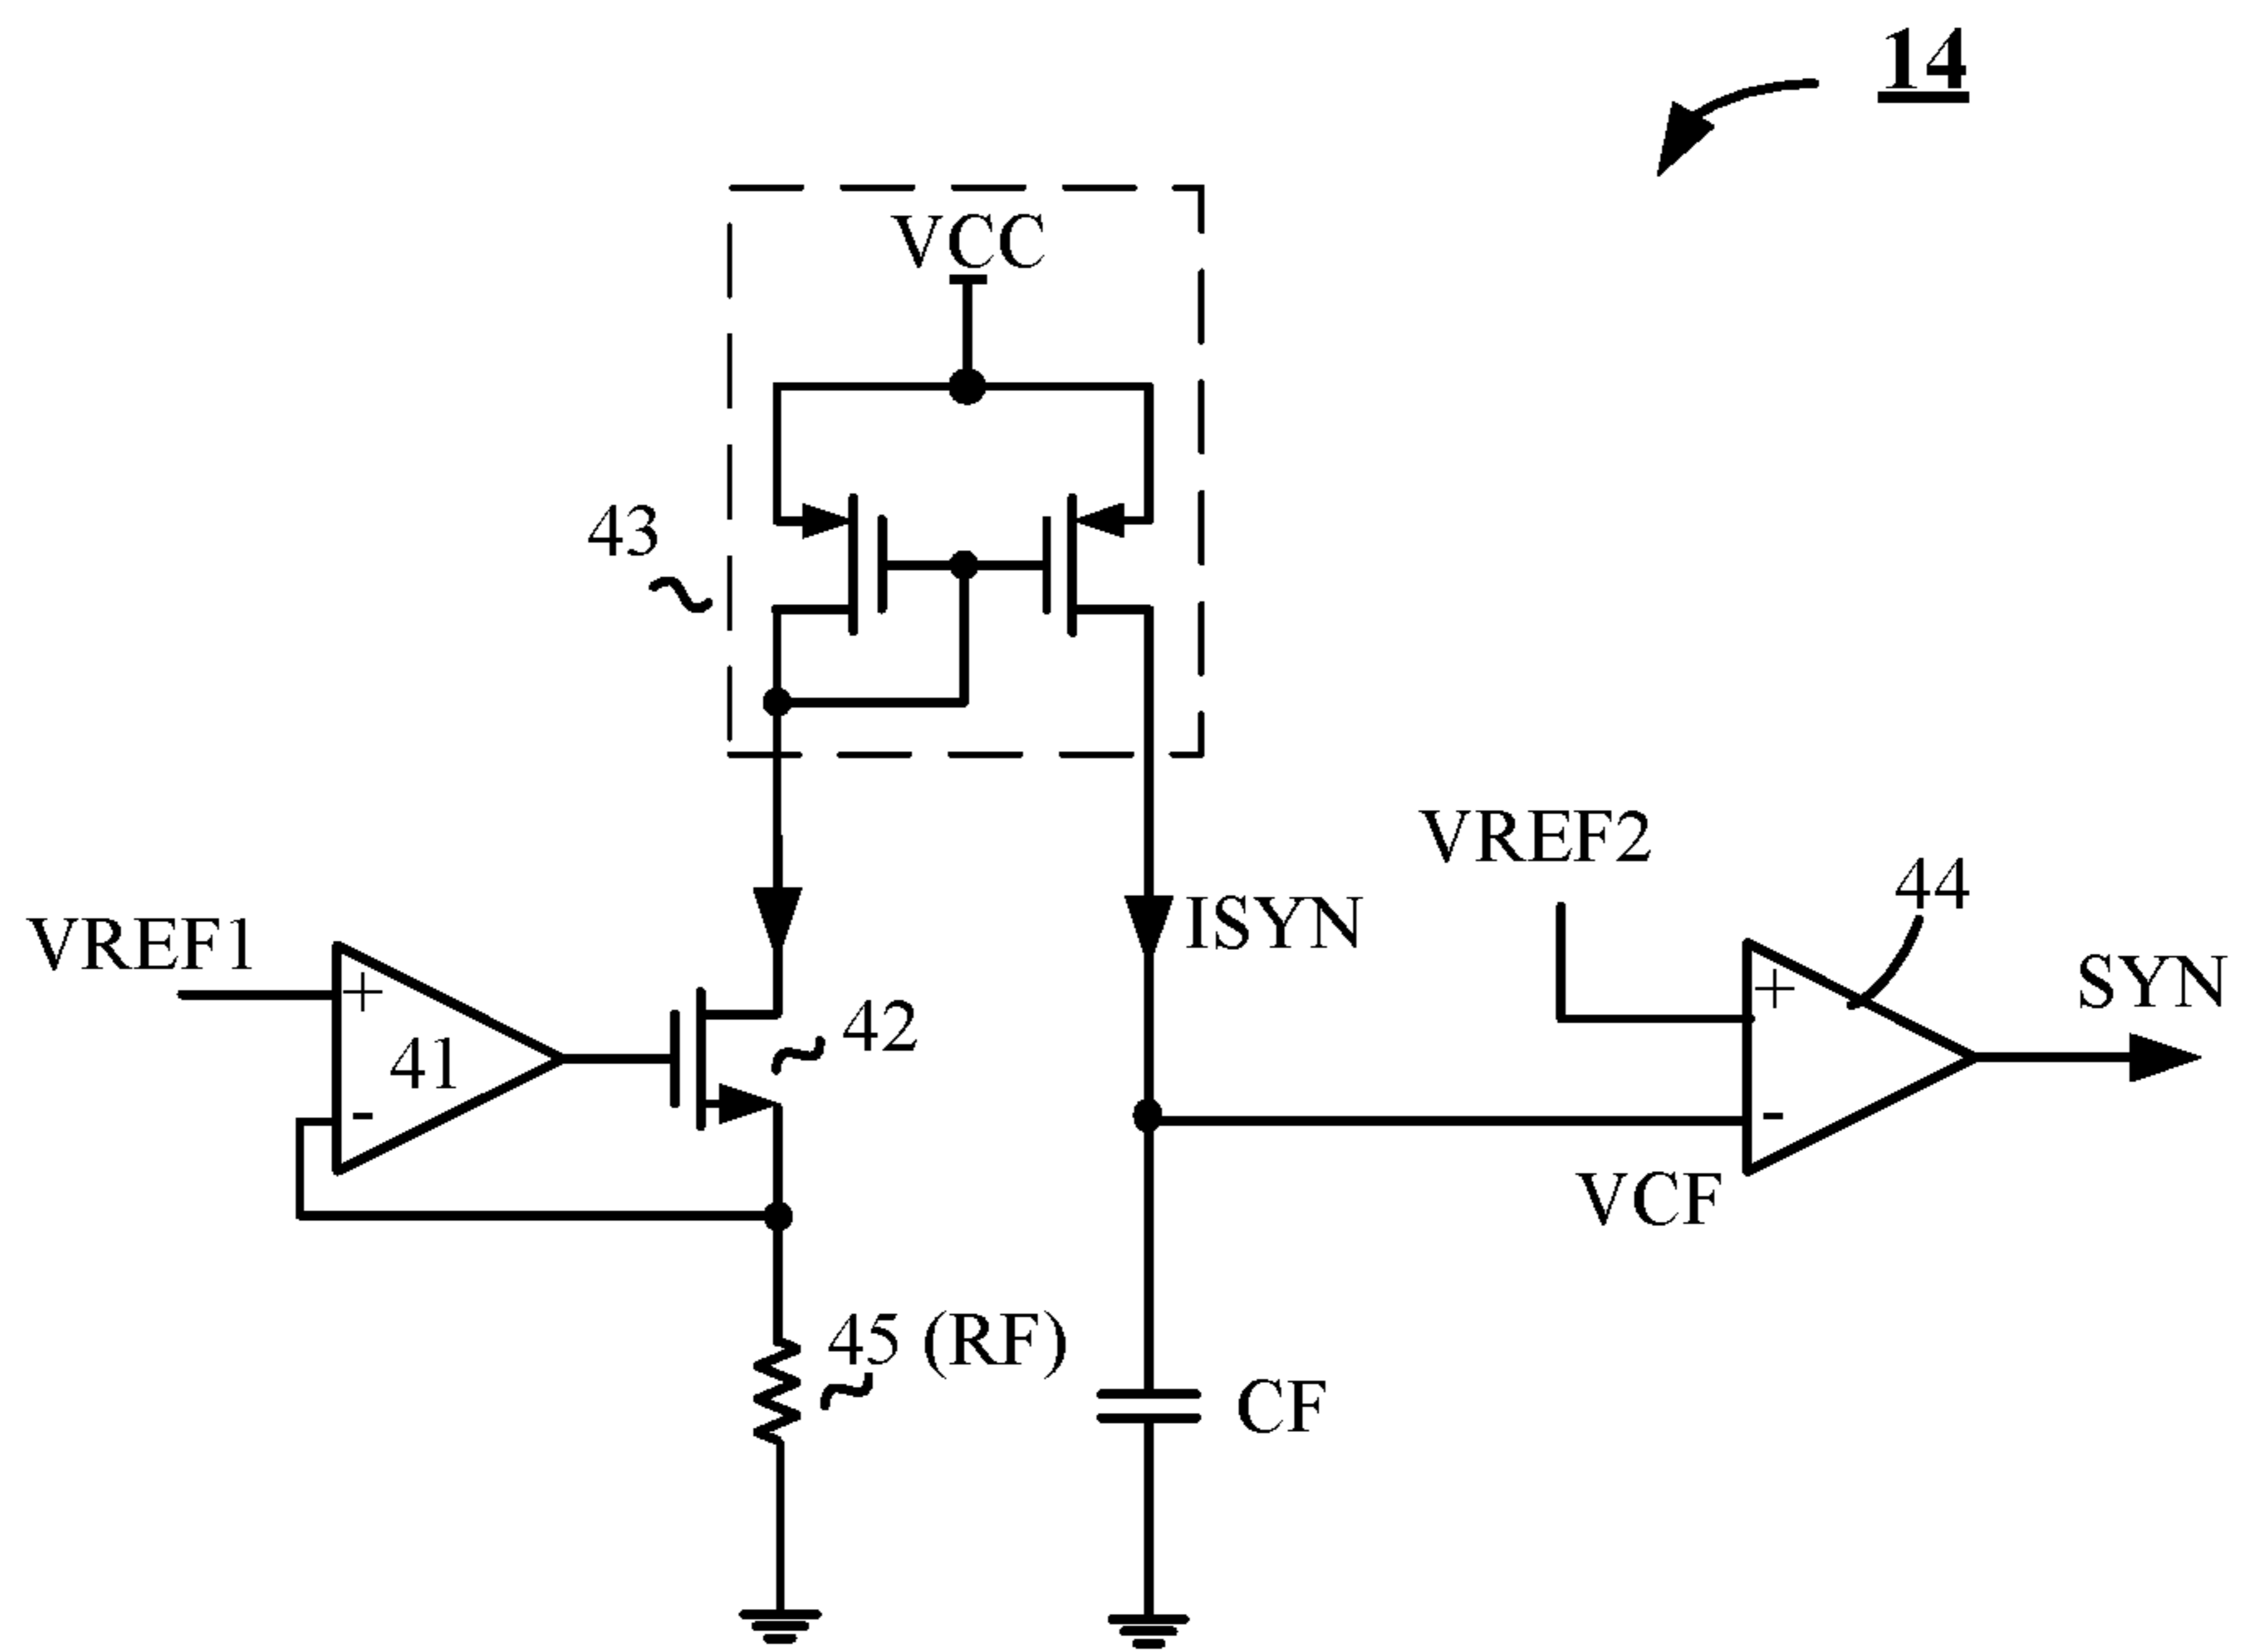 14
VCC
43
VREF2
44
VREF1
+
ISYN
+
SYN
41
42
-
-
VCF
45 (RF)
CF